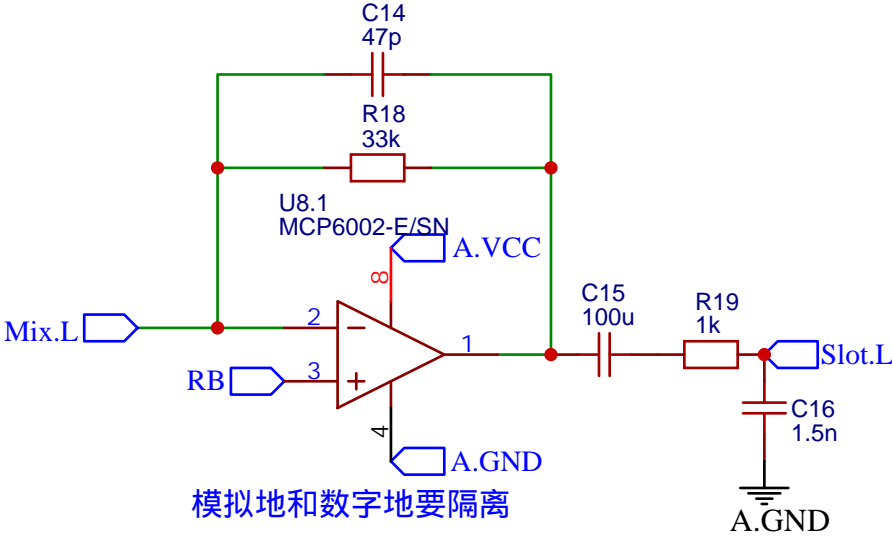 C14
47p
R18
33k
U8.1
MCP6002-E/SN
A.VCC
8
C15
100u
R19
1k
Mix.L
2
1
Slot.L
RB
3
C16
1.5n
4
A.GND
模拟地和数字地要隔离
A.GND